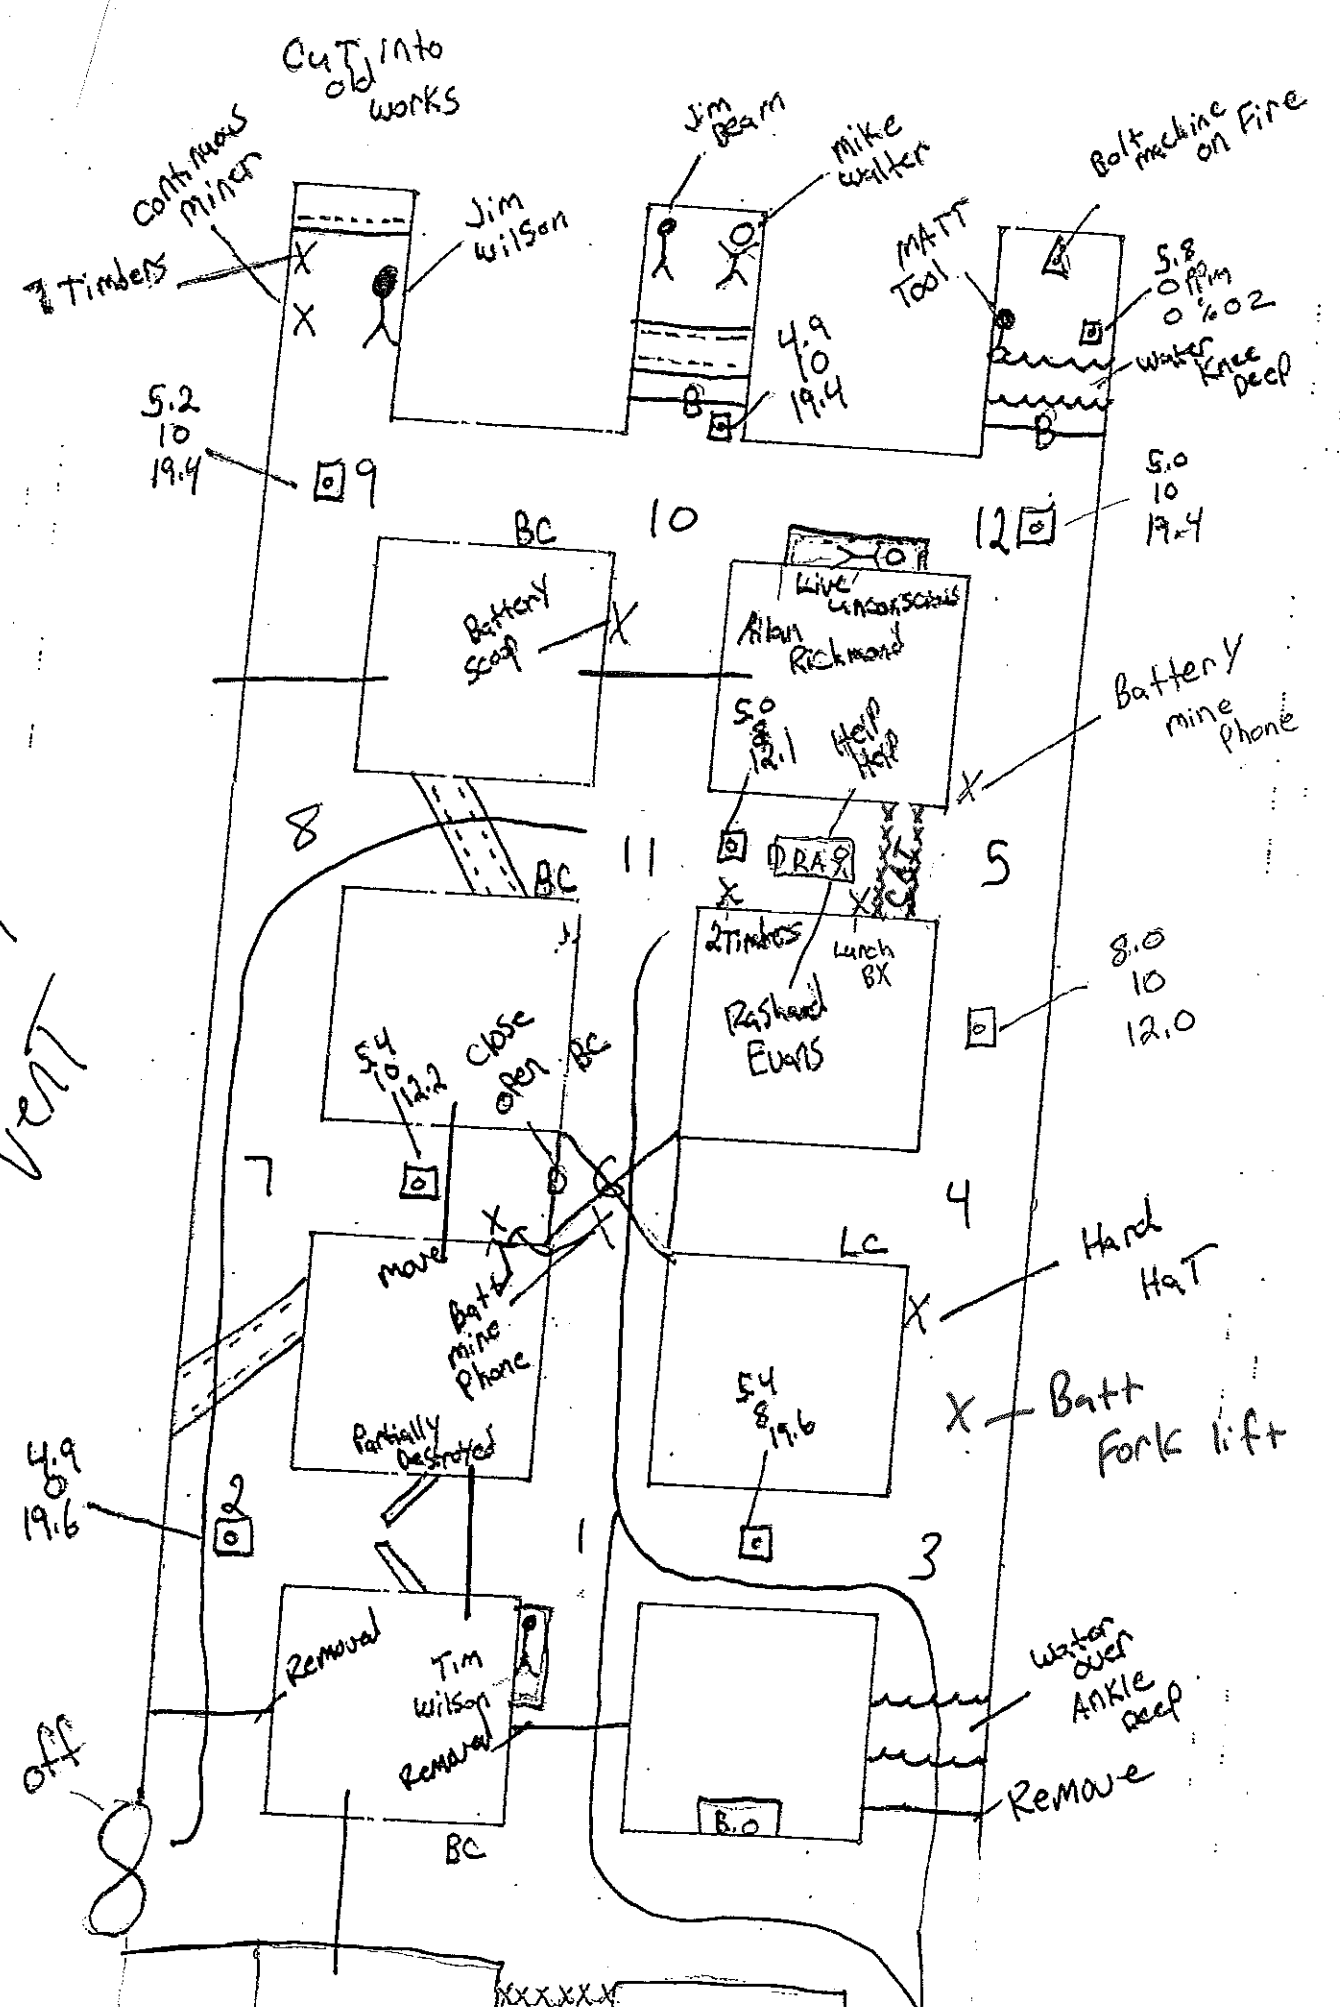 CUT into
old
works
Continuous
miner
Jim
Beam
mike
walter
Bolt
machine
on Fire
Jim
Wilson
MATT
TOOL
5.8
0 PPM
0 % O2
7 Timbers
4.9
10
19.4
water
Knee
Deep
B
B
5.2
10
19.4
9
5.0
10
19.4
10
12
BC
Live
unconscious
Battery
scoop
Allan
Richmond
Battery
mine
Phone
5.0
12.1
Help
Help
X
8
11
DRA
5
BC
2 Timbers
Lunch
BX
8.0
10
12.0
Rashard
Evans
Vent
5.4
10
12.2
Close
open
BC
7
D
4
LC
Hard
Hat
move
Batt
mine
Phone
5.4
8
19.6
X
Batt
Fork lift
Partially
Destroyed
4.9
0
19.6
2
1
3
Removed
Tim
Wilson
Removed
Water
over
Ankle
Deep
off
Remove
B.O
BC
XXXXXX